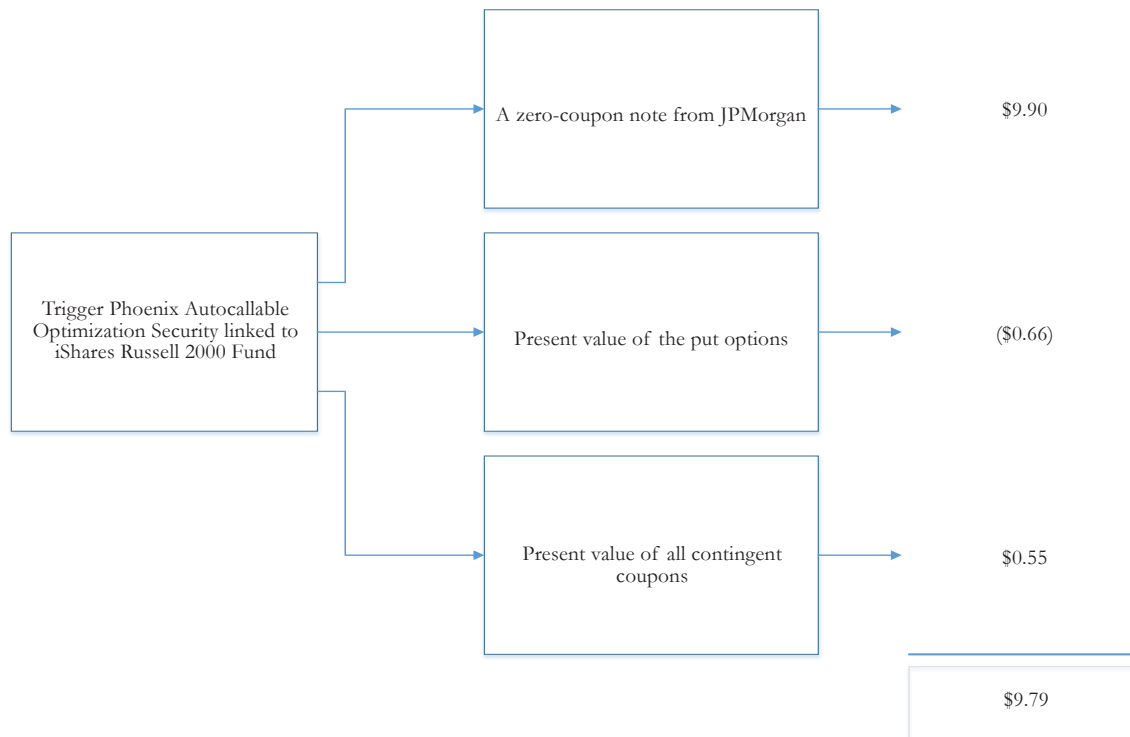 A zero-coupon note from JPMorgan
$9.90
Trigger Phoenix Autocallable
Optimization Security linked to
iShares Russell 2000 Fund
Present value of the put options
($0.66)
Present value of all contingent
coupons
$0.55
$9.79